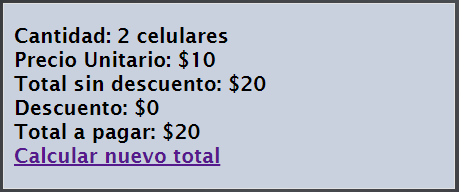 Cantidad: 2 celulares
Precio Unitario: $10
Total sin descuento: $20
Descuento: $0
Total a pagar: $20
Calcular nuevo total